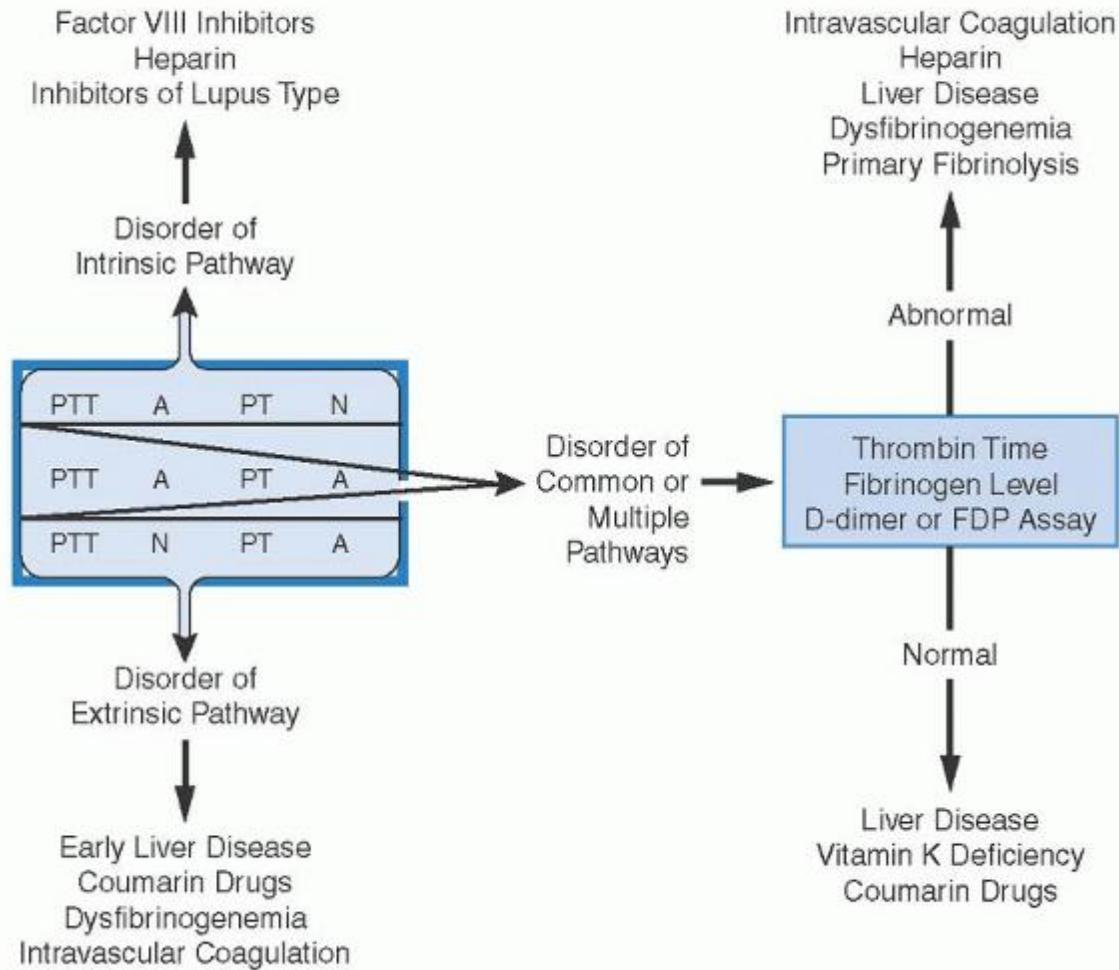 Factor VIII Inhibitors
Heparin
Inhibitors of Lupus Type
Disorder of
Intrinsic Pathway
PTT A PT N
PTT A PT A
PTT N PT A
Disorder of
Extrinsic Pathway
Early Liver Disease
Coumarin Drugs
Dysfibrinogenemia
Intravascular Coagulation
Disorder of
Common or
Multiple
Pathways
Intravascular Coagulation
Heparin
Liver Disease
Dysfibrinogenemia
Primary Fibrinolysis
Abnormal
Thrombin Time
Fibrinogen Level
D-dimer or FDP Assay
Normal
Liver Disease
Vitamin K Deficiency
Coumarin Drugs